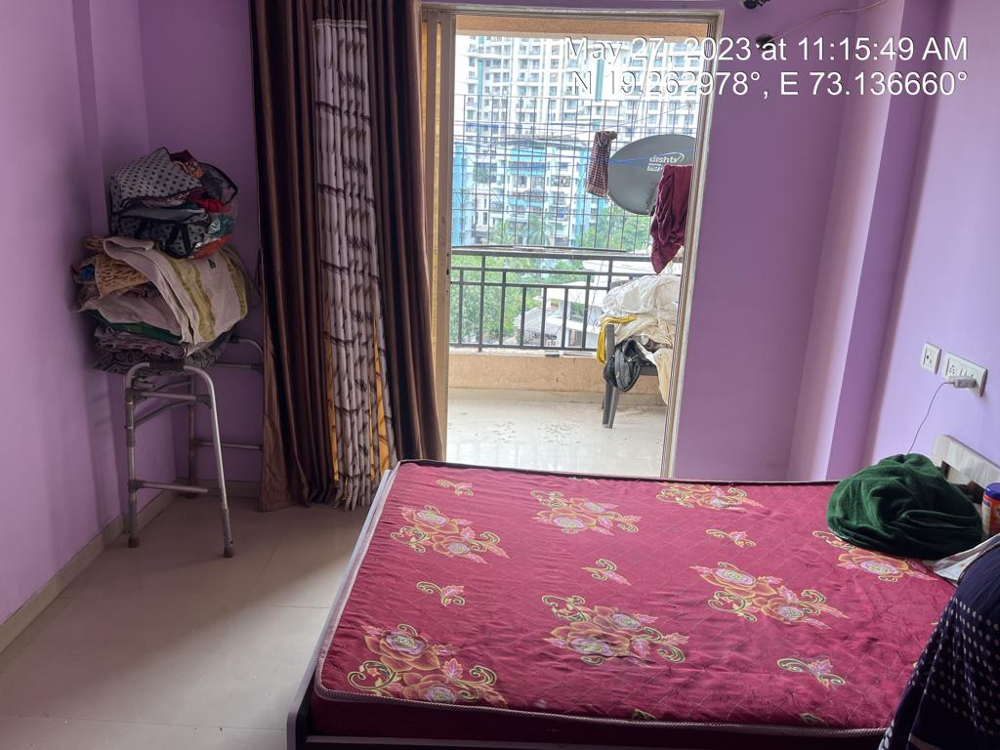 May 27, 2023 at 11:15:49 AM
N 19.262978°, E 73.136660°
dishtv